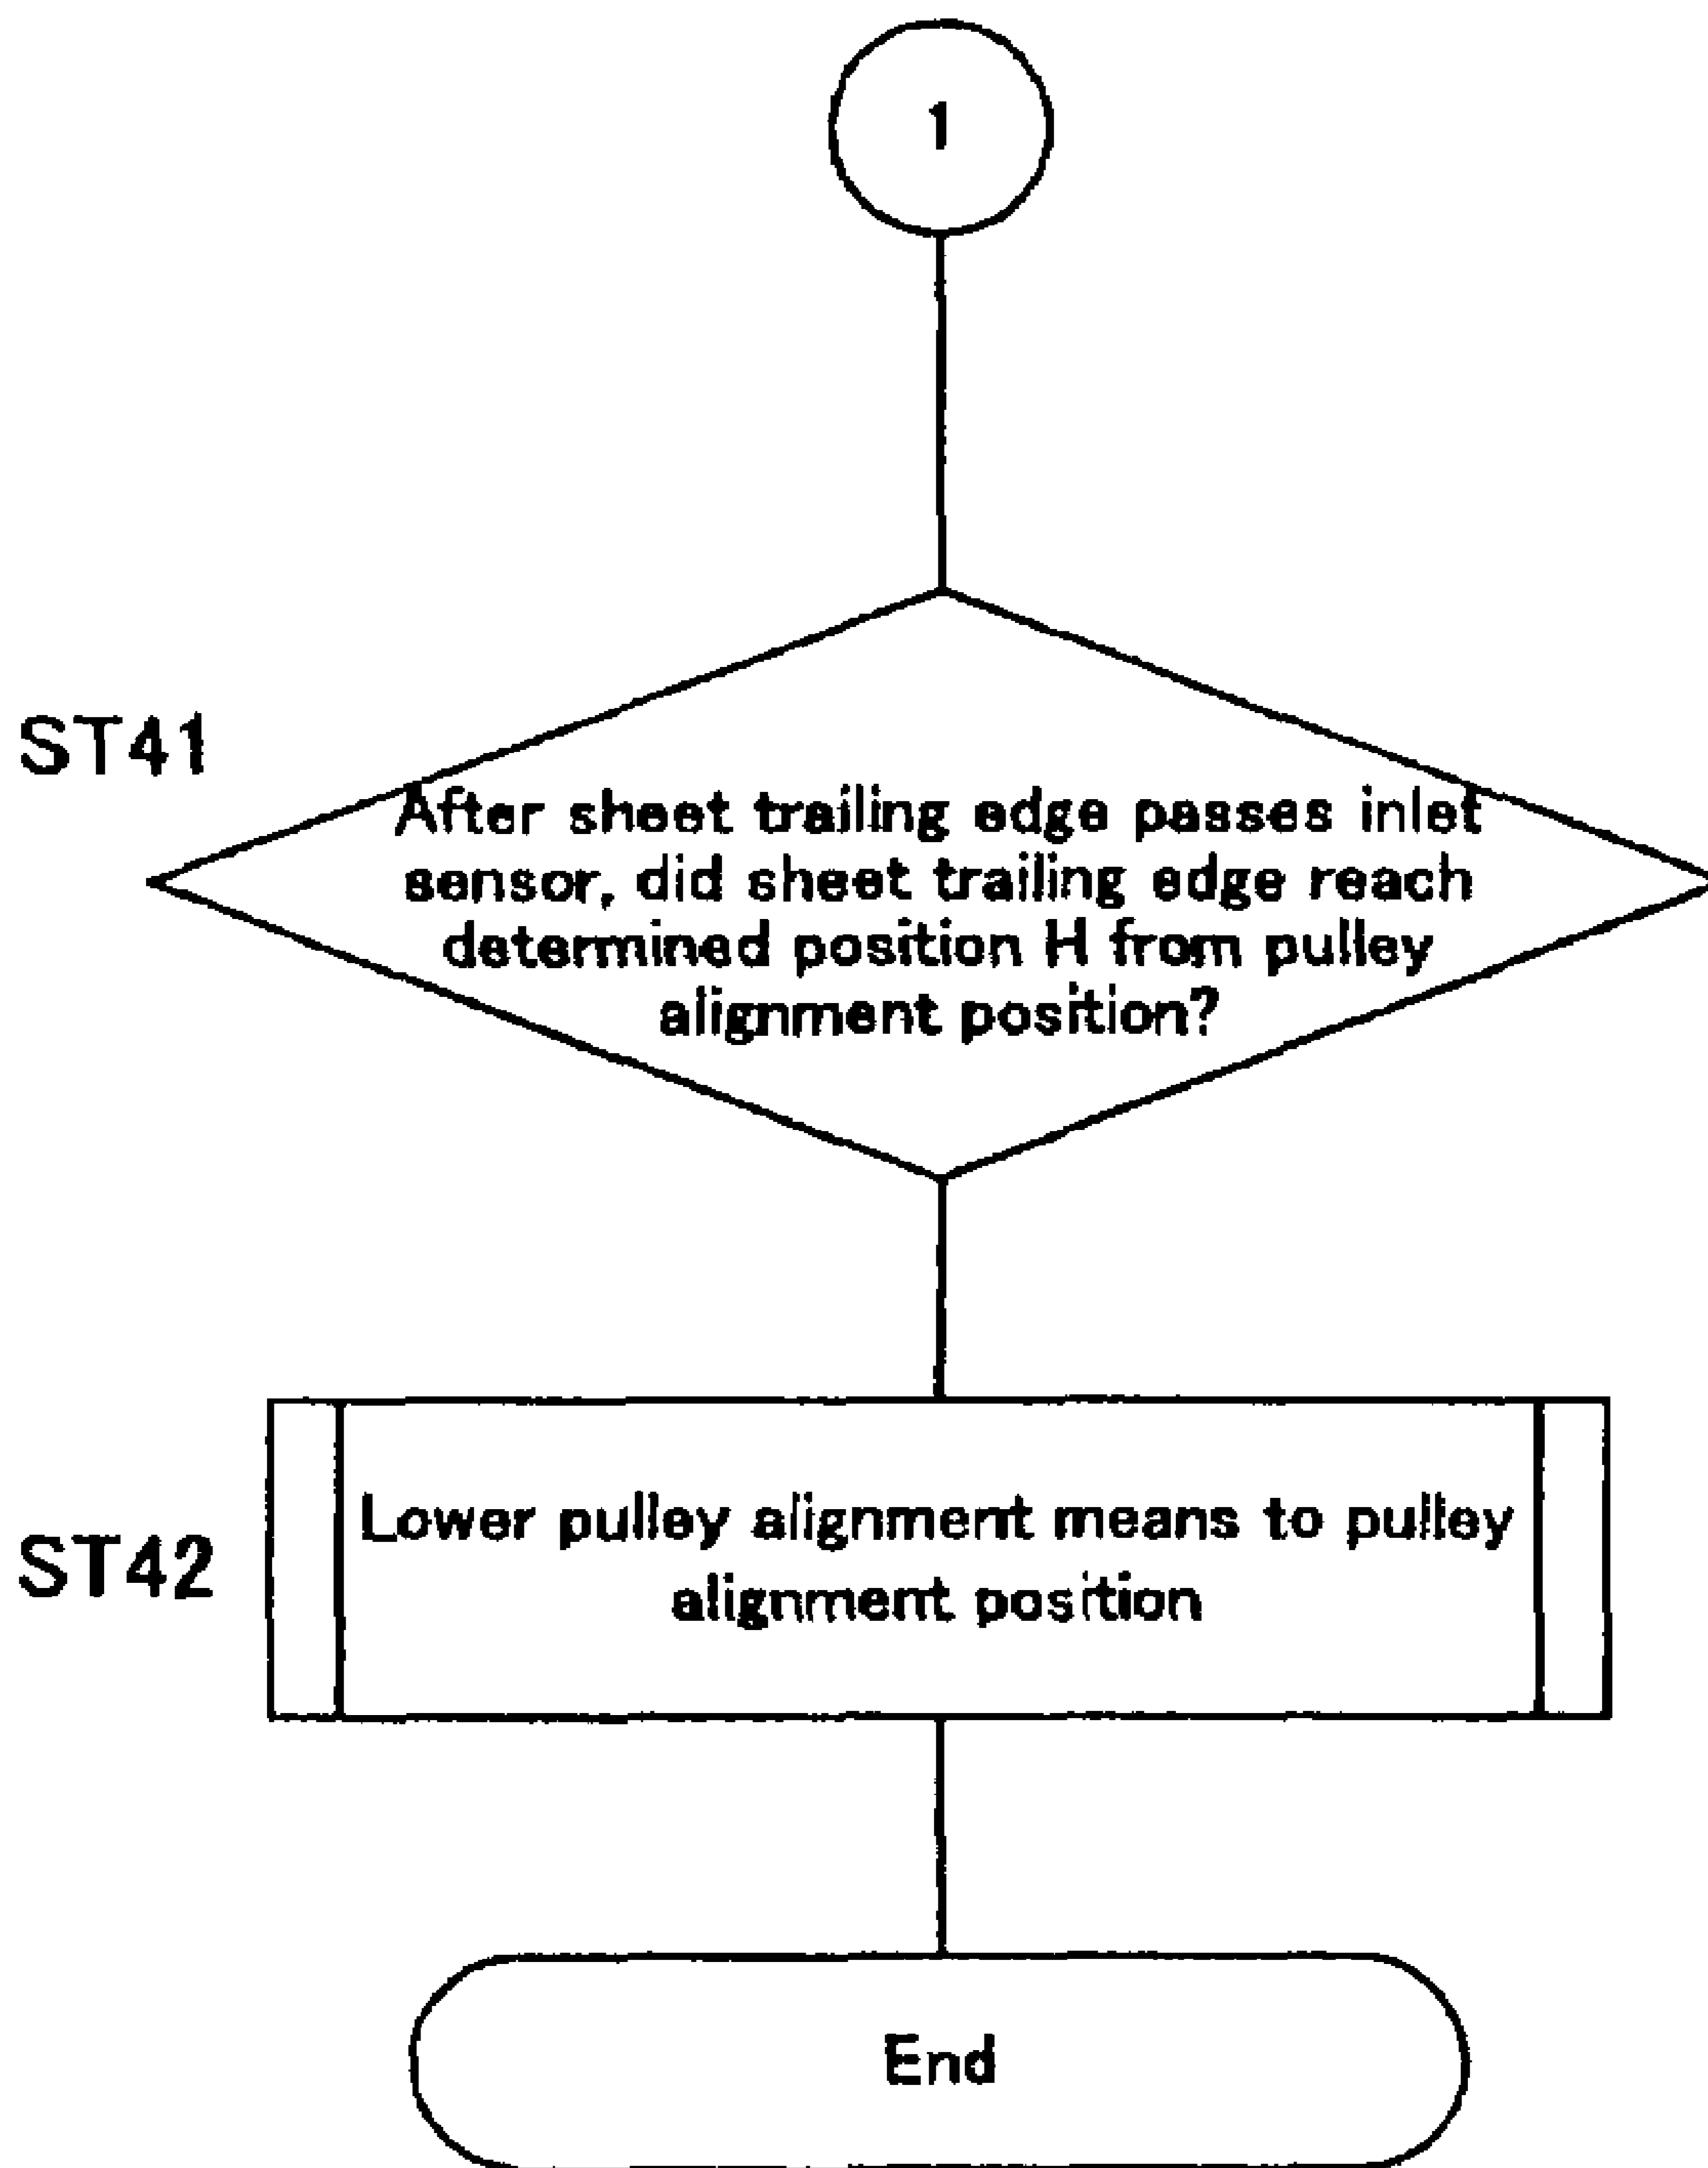 1
ST41
After sheet trailing edge passes inlet
sensor, did sheet trailing edge reach
determined position H from pulley
alignment position?
ST42
Lower pulley alignment means to pulley
alignment position
End